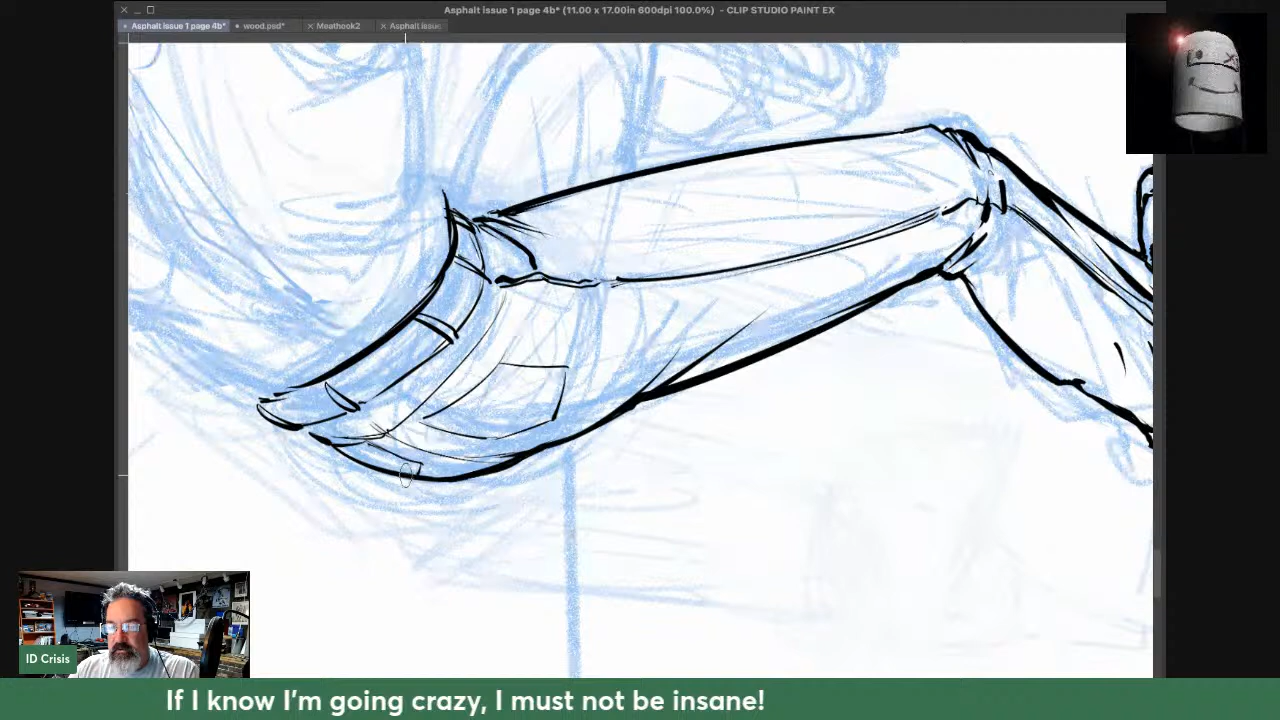 Asphalt issue 1 page 4b* (11.00 x 17.00in 600dpi 100.0%) - CLIP STUDIO PAINT EX
Asphalt issue 1 page 4b* wood.psd* Meathook2 Asphalt issue
ID Crisis
If I know I'm going crazy, I must not be insane!